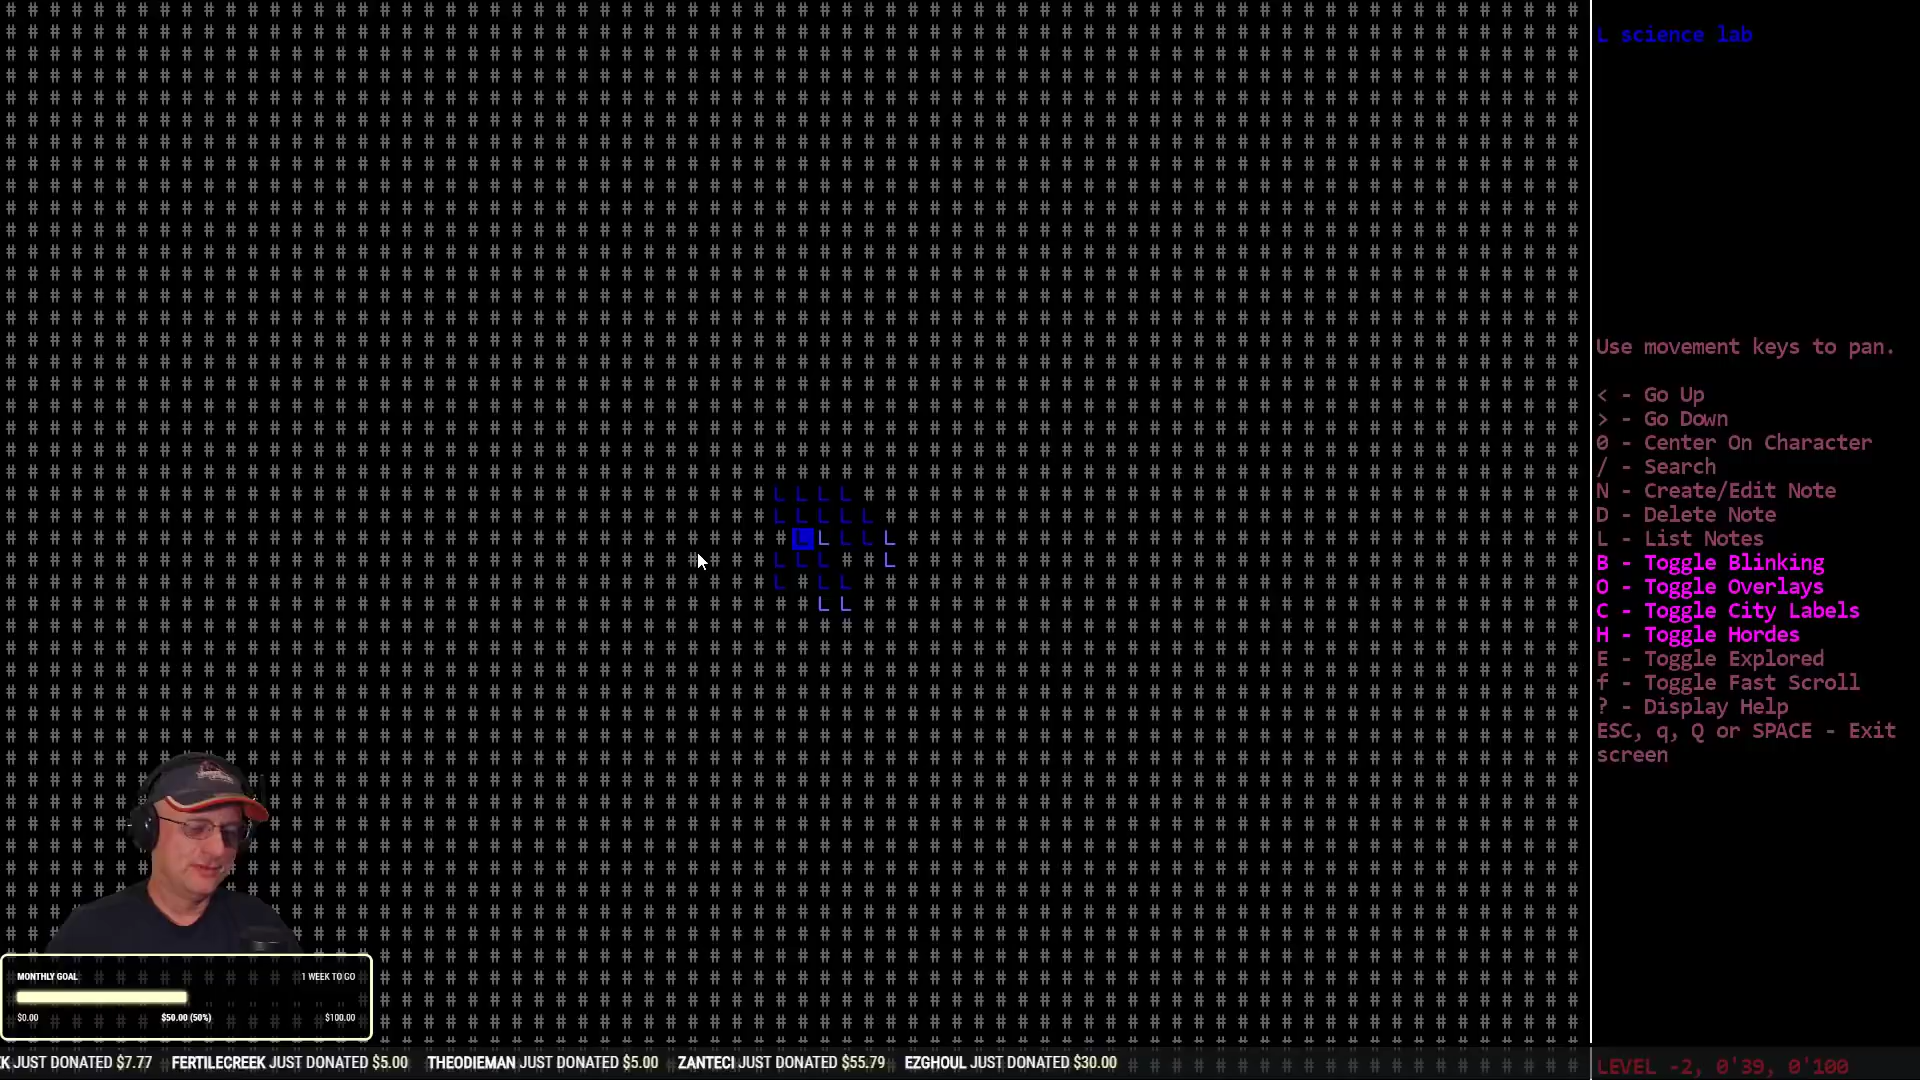 L science lab
Use movement keys to pan.
< - Go Up
> - Go Down
0 - Center On Character
/ - Search
N - Create/Edit Note
D - Delete Note
L - List Notes
B - Toggle Blinking
O - Toggle Overlays
C - Toggle City Labels
H - Toggle Hordes
E - Toggle Explored
f - Toggle Fast Scroll
? - Display Help
ESC, q, Q or SPACE - Exit
screen
L L L L
L L L L L
L L L L L
L L L L
L L L
L L
MONTHLY GOAL 1 WEEK TO GO
$0.00 $50.00 (50%) $100.00
K JUST DONATED $7.77 FERTILECREEK JUST DONATED $5.00 THEODIEMAN JUST DONATED $5.00 ZANTECI JUST DONATED $55.79 EZGHOUL JUST DONATED $30.00
LEVEL -2, 0'39, 0'100